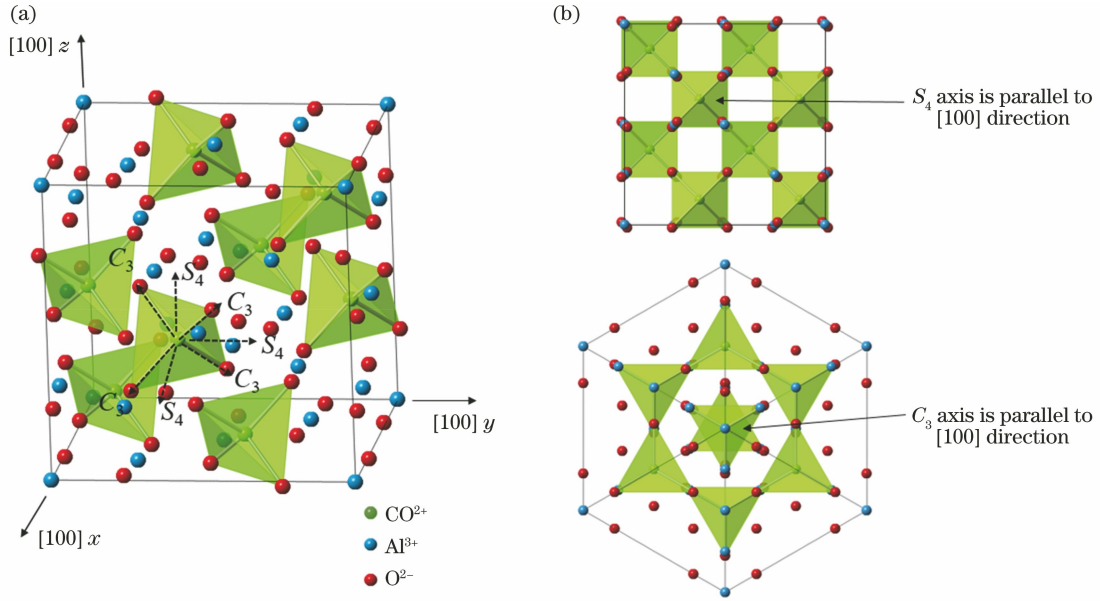 (a)
[100] z
C₃
S₄
C₃
S₄
C₃
C₃
S₄
[100] y
[100] x
CO²⁺
Al³⁺
O²⁻
(b)
S₄ axis is parallel to
[100] direction
C₃ axis is parallel to
[100] direction